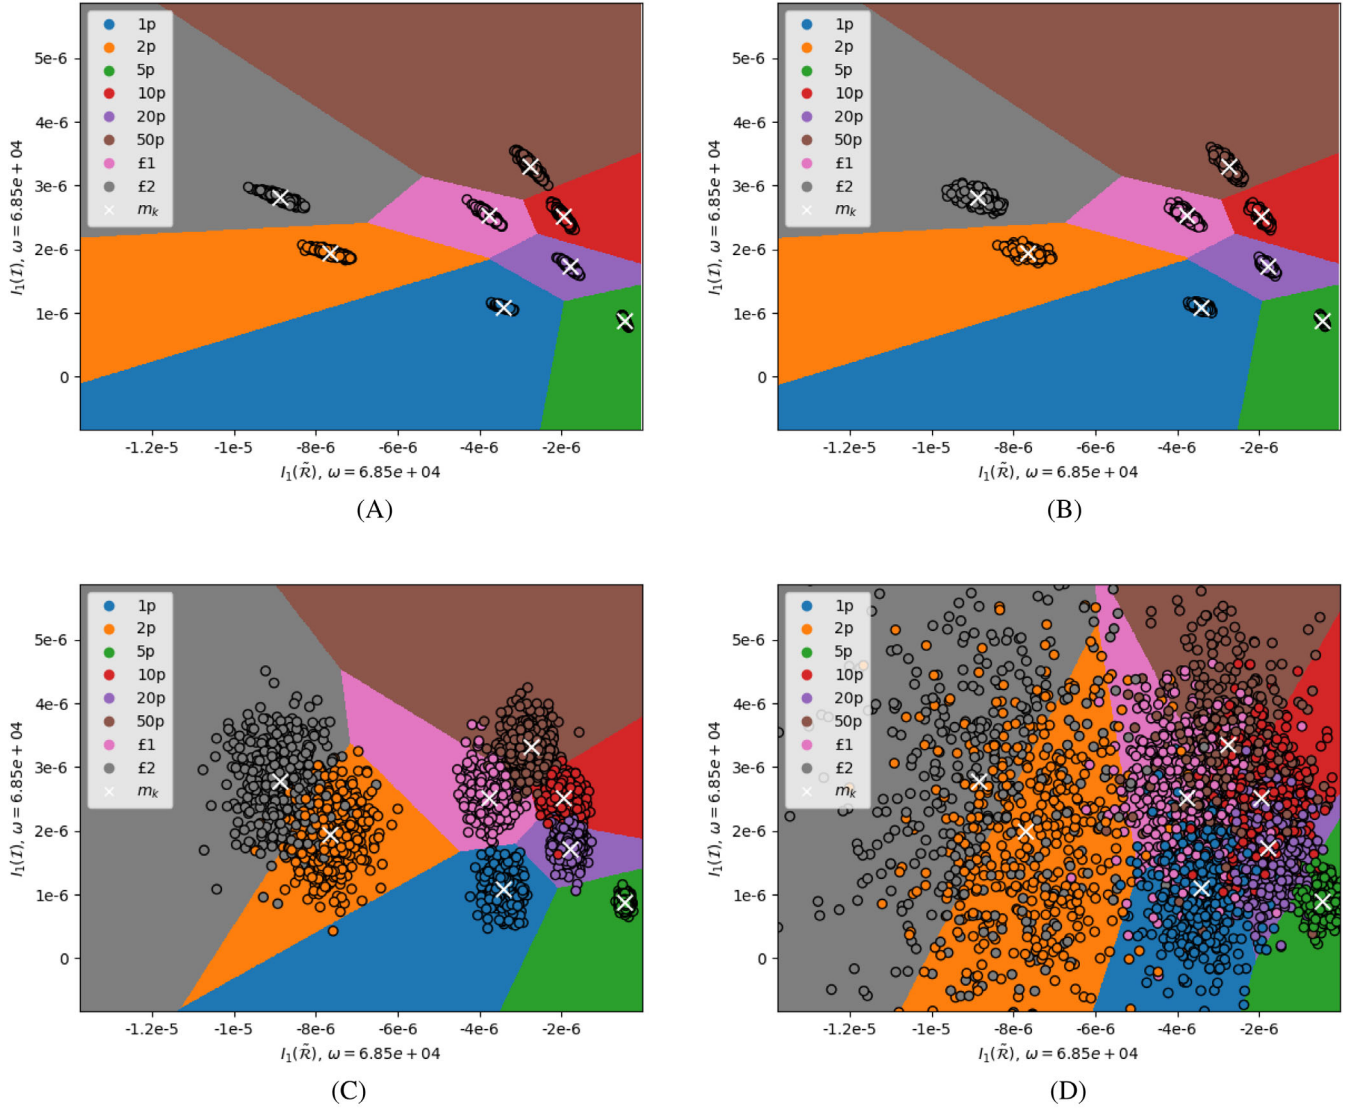 1p
2p
5p
10p
20p
50p
£1
£2
m_k
5e-6
4e-6
3e-6
2e-6
1e-6
0
-1.2e-5 -1e-5 -8e-6 -6e-6 -4e-6 -2e-6
I₁(𝓘), ω = 6.85e + 04
I₁(𝓡̃), ω = 6.85e + 04
(A)
1p
2p
5p
10p
20p
50p
£1
£2
m_k
5e-6
4e-6
3e-6
2e-6
1e-6
0
-1.2e-5 -1e-5 -8e-6 -6e-6 -4e-6 -2e-6
I₁(𝓘), ω = 6.85e + 04
I₁(𝓡̃), ω = 6.85e + 04
(B)
1p
2p
5p
10p
20p
50p
£1
£2
m_k
5e-6
4e-6
3e-6
2e-6
1e-6
0
-1.2e-5 -1e-5 -8e-6 -6e-6 -4e-6 -2e-6
I₁(𝓘), ω = 6.85e + 04
I₁(𝓡̃), ω = 6.85e + 04
(C)
1p
2p
5p
10p
20p
50p
£1
£2
m_k
5e-6
4e-6
3e-6
2e-6
1e-6
0
-1.2e-5 -1e-5 -8e-6 -6e-6 -4e-6 -2e-6
I₁(𝓘), ω = 6.85e + 04
I₁(𝓡̃), ω = 6.85e + 04
(D)